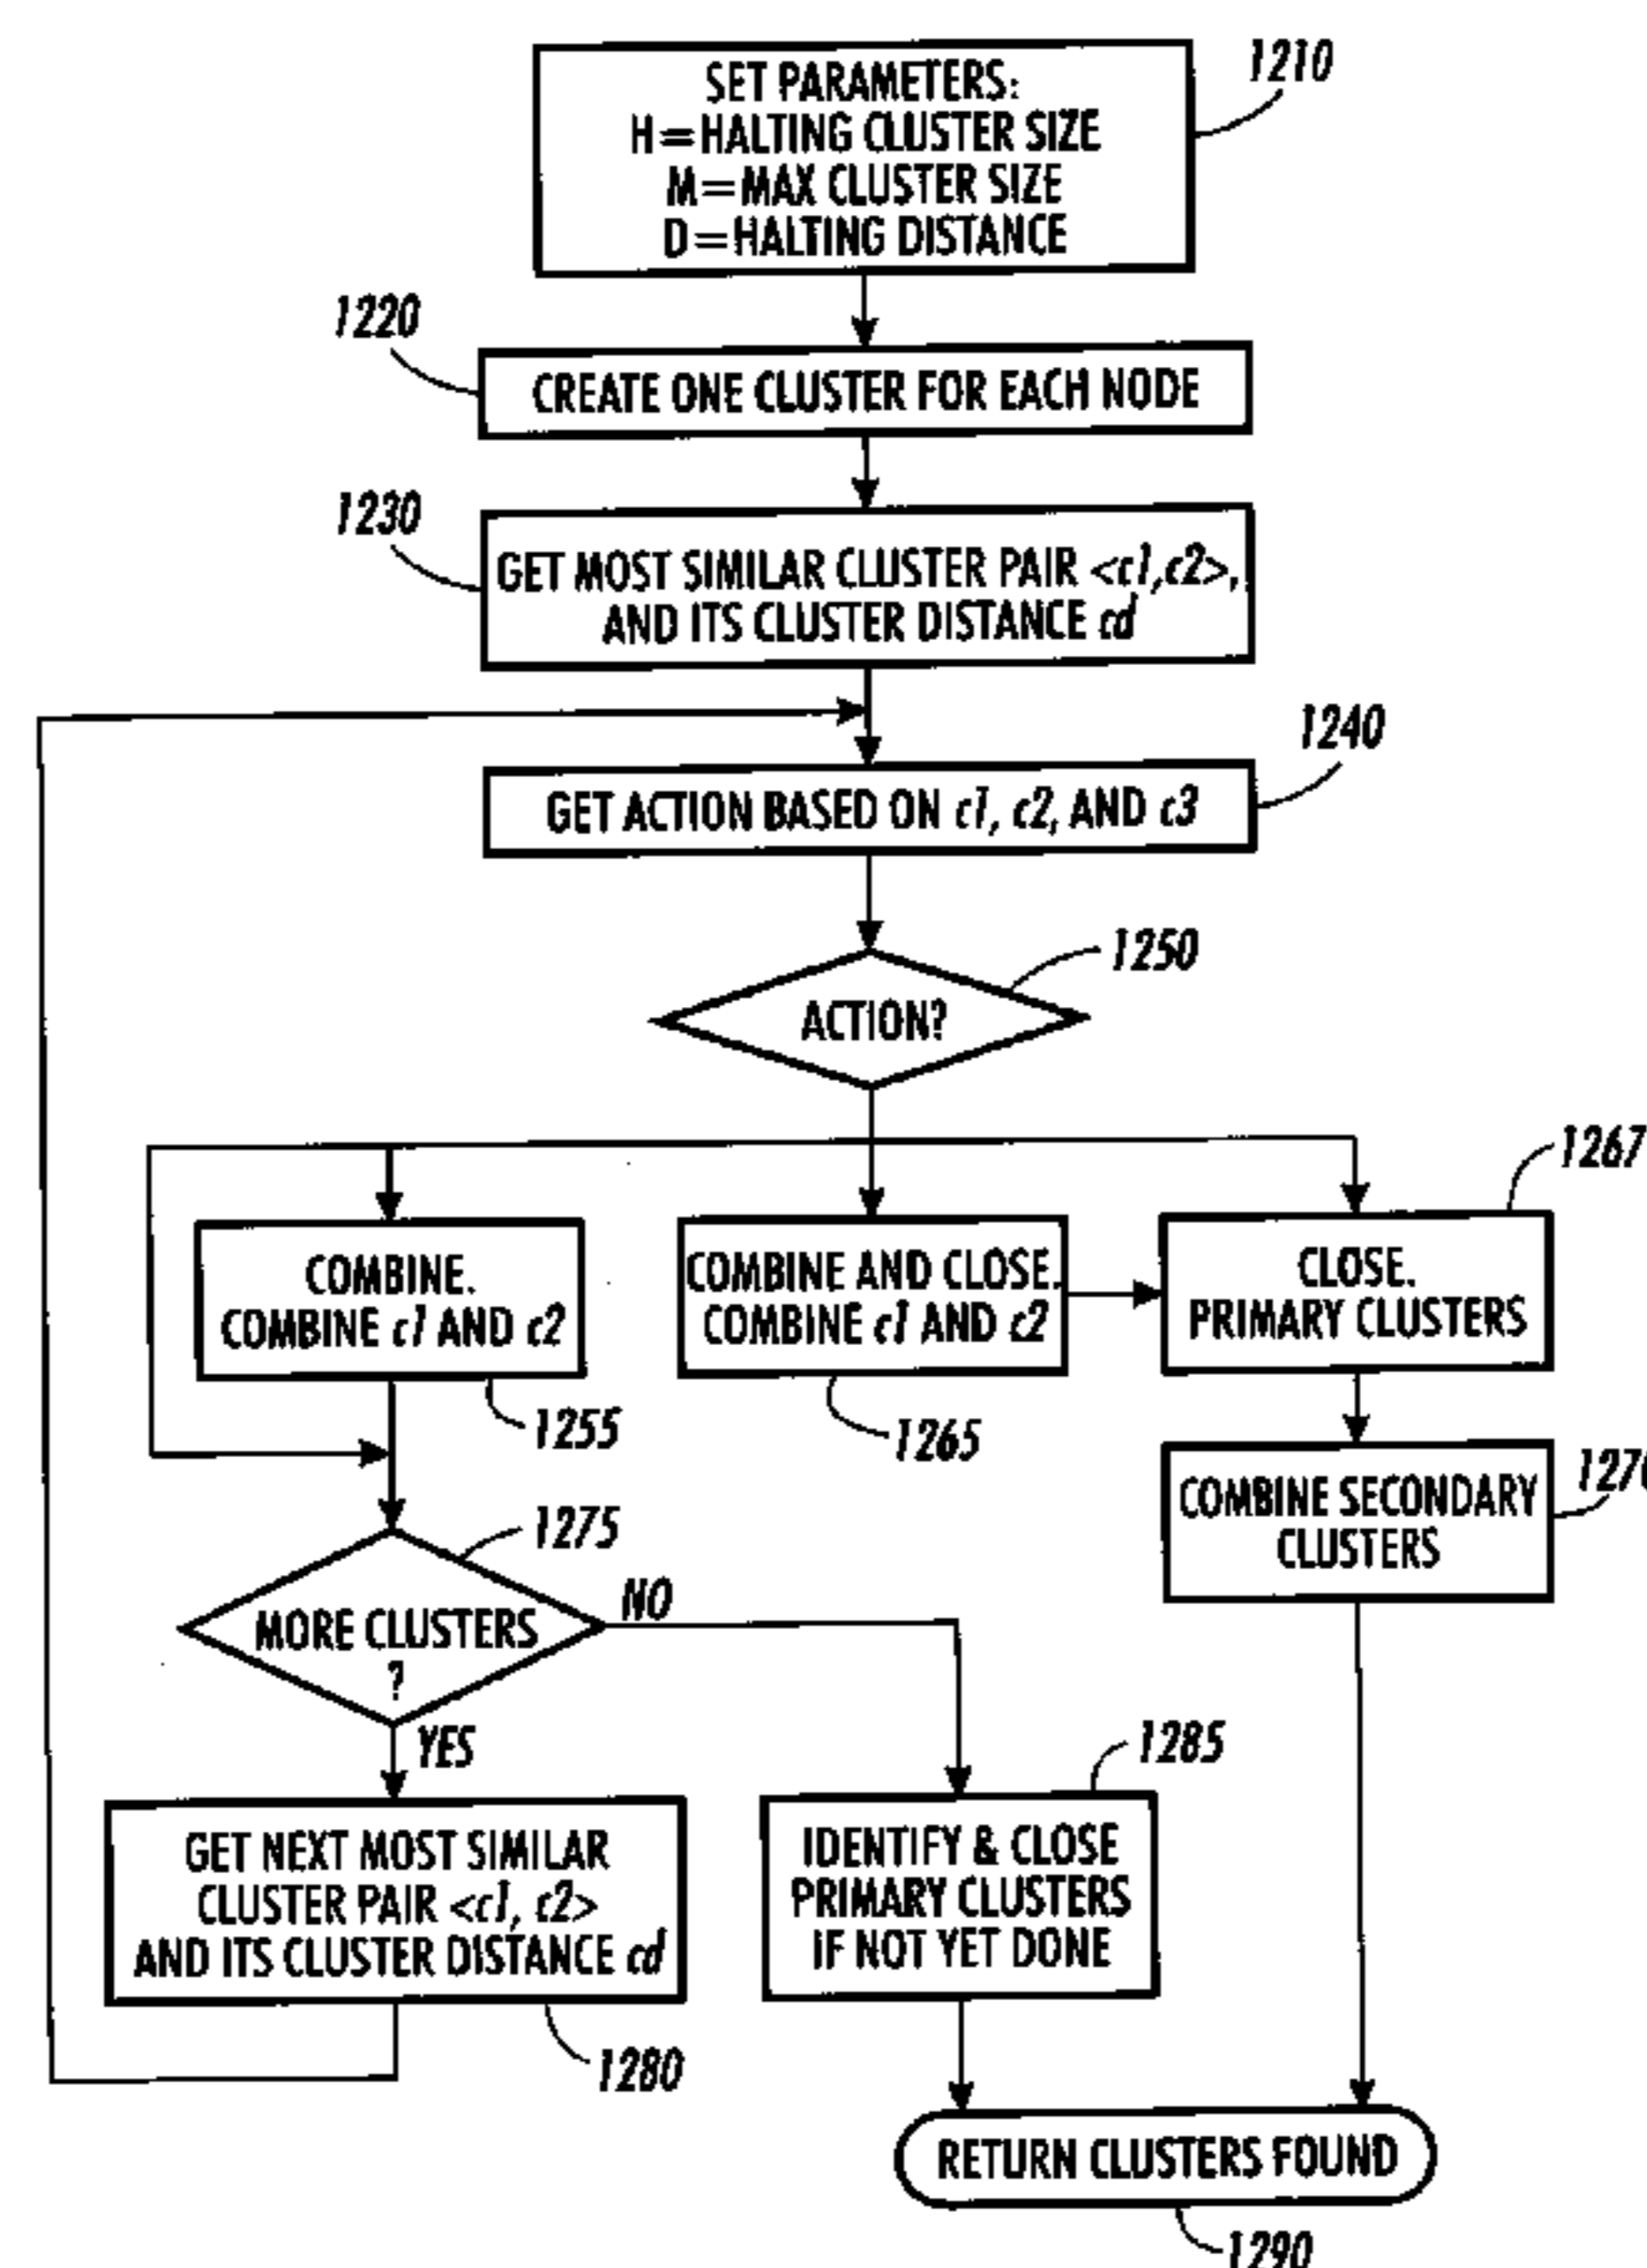 SET PARAMETERS:
H=HALTING CLUSTER SIZE
M=MAX CLUSTER SIZE
D=HALTING DISTANCE
1210
1220
CREATE ONE CLUSTER FOR EACH NODE
1230
GET MOST SIMILAR CLUSTER PAIR <c1,c2>,
AND ITS CLUSTER DISTANCE cd
1240
GET ACTION BASED ON c1, c2, AND c3
1250
ACTION?
1267
COMBINE.
COMBINE c1 AND c2
1255
COMBINE AND CLOSE.
COMBINE c1 AND c2
1265
CLOSE.
PRIMARY CLUSTERS
COMBINE SECONDARY
CLUSTERS
1275
MORE CLUSTERS
?
NO
YES
GET NEXT MOST SIMILAR
CLUSTER PAIR <c1, c2>
AND ITS CLUSTER DISTANCE cd
1280
1285
IDENTIFY & CLOSE
PRIMARY CLUSTERS
IF NOT YET DONE
RETURN CLUSTERS FOUND
1290